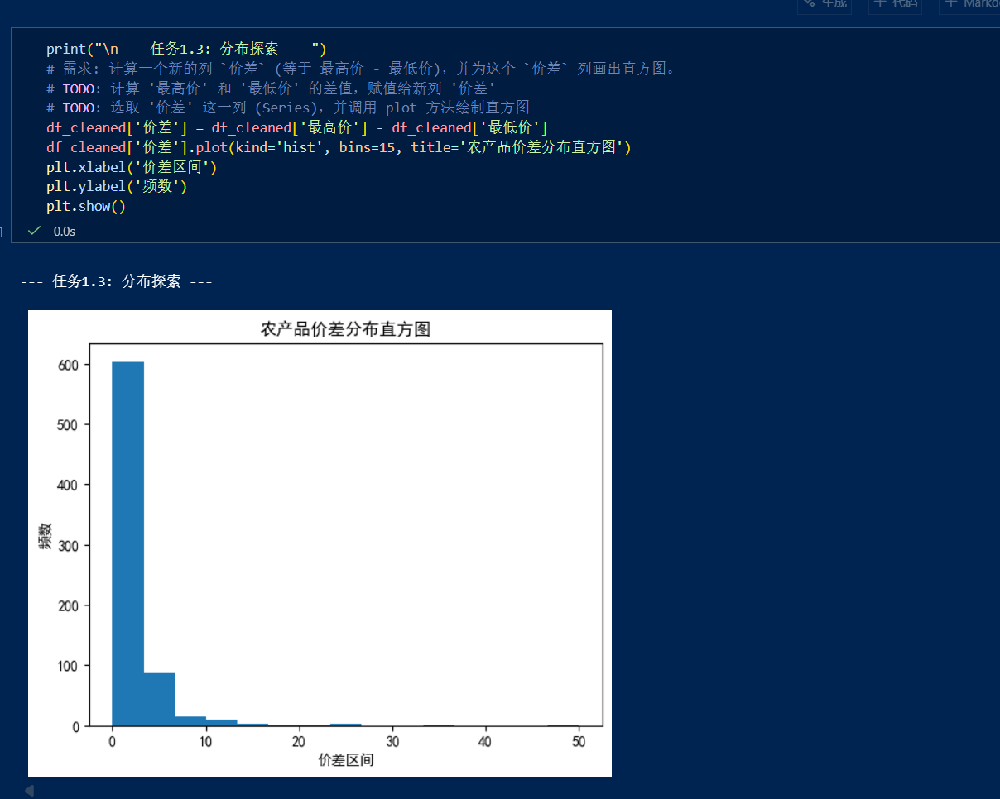 生成
代码
print("\n--- 任务1.3: 分布探索 ---")
# 需求: 计算一个新的列 `价差` (等于 最高价 - 最低价)，并为这个 `价差` 列画出直方图。
# TODO: 计算 '最高价' 和 '最低价' 的差值，赋值给新列 '价差'
# TODO: 选取 '价差' 这一列 (Series)，并调用 plot 方法绘制直方图
df_cleaned['价差'] = df_cleaned['最高价'] - df_cleaned['最低价']
df_cleaned['价差'].plot(kind='hist', bins=15, title='农产品价差分布直方图')
plt.xlabel('价差区间')
plt.ylabel('频数')
plt.show()
0.0s
--- 任务1.3: 分布探索 ---
农产品价差分布直方图
600
500
400
300
200
100
0
频数
0 10 20 30 40 50
价差区间